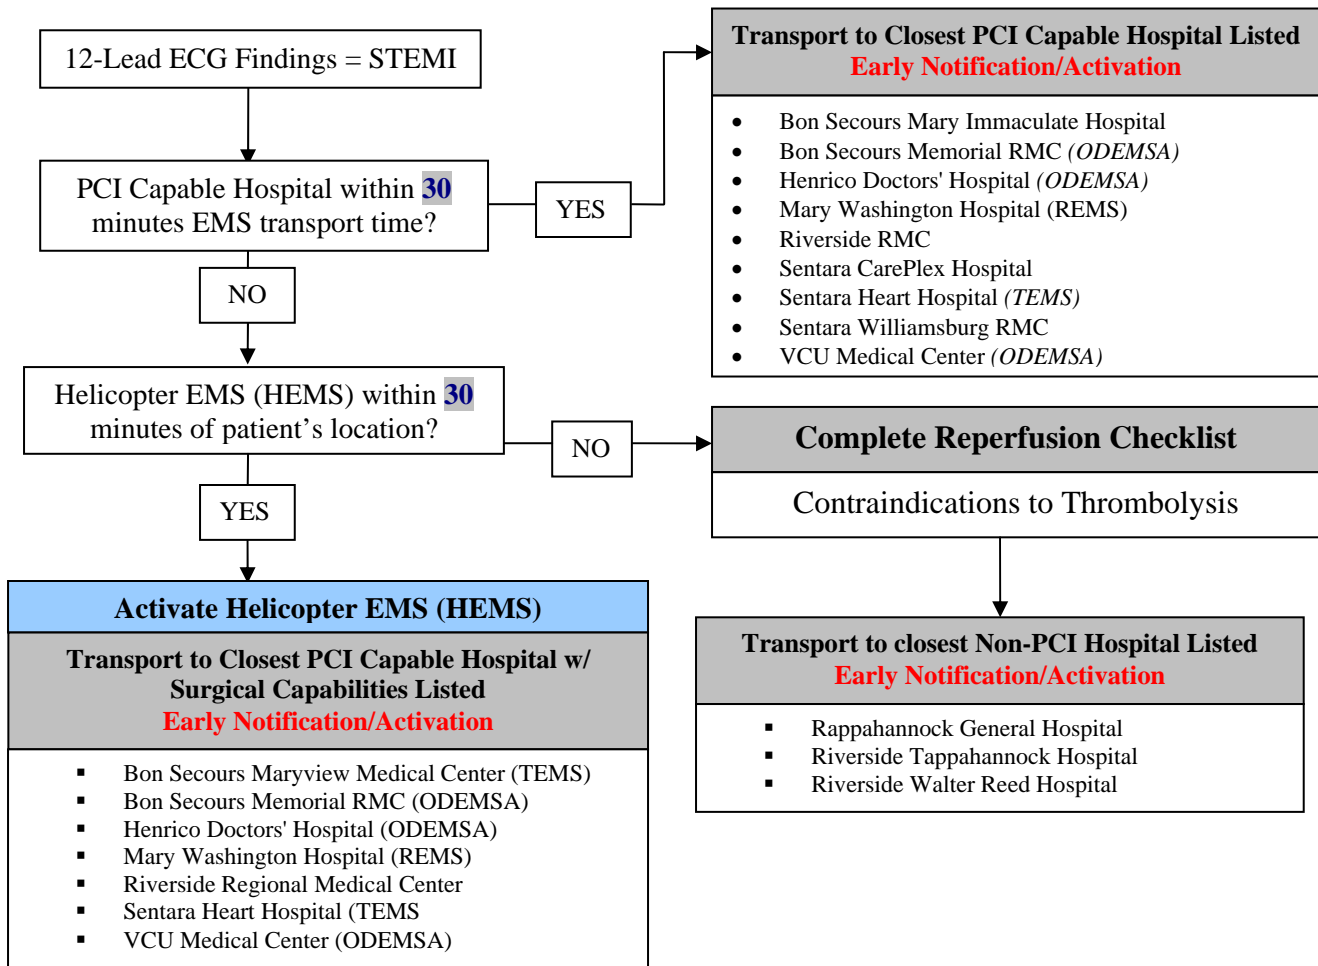 12-Lead ECG Findings = STEMI
PCI Capable Hospital within 30
minutes EMS transport time?
YES
Transport to Closest PCI Capable Hospital Listed
Early Notification/Activation
• Bon Secours Mary Immaculate Hospital
• Bon Secours Memorial RMC (ODEMSA)
• Henrico Doctors' Hospital (ODEMSA)
• Mary Washington Hospital (REMS)
• Riverside RMC
• Sentara CarePlex Hospital
• Sentara Heart Hospital (TEMS)
• Sentara Williamsburg RMC
• VCU Medical Center (ODEMSA)
NO
Helicopter EMS (HEMS) within 30
minutes of patient’s location?
NO
Complete Reperfusion Checklist
Contraindications to Thrombolysis
YES
Activate Helicopter EMS (HEMS)
Transport to Closest PCI Capable Hospital w/
Surgical Capabilities Listed
Early Notification/Activation
▪ Bon Secours Maryview Medical Center (TEMS)
▪ Bon Secours Memorial RMC (ODEMSA)
▪ Henrico Doctors' Hospital (ODEMSA)
▪ Mary Washington Hospital (REMS)
▪ Riverside Regional Medical Center
▪ Sentara Heart Hospital (TEMS
▪ VCU Medical Center (ODEMSA)
Transport to closest Non-PCI Hospital Listed
Early Notification/Activation
▪ Rappahannock General Hospital
▪ Riverside Tappahannock Hospital
▪ Riverside Walter Reed Hospital